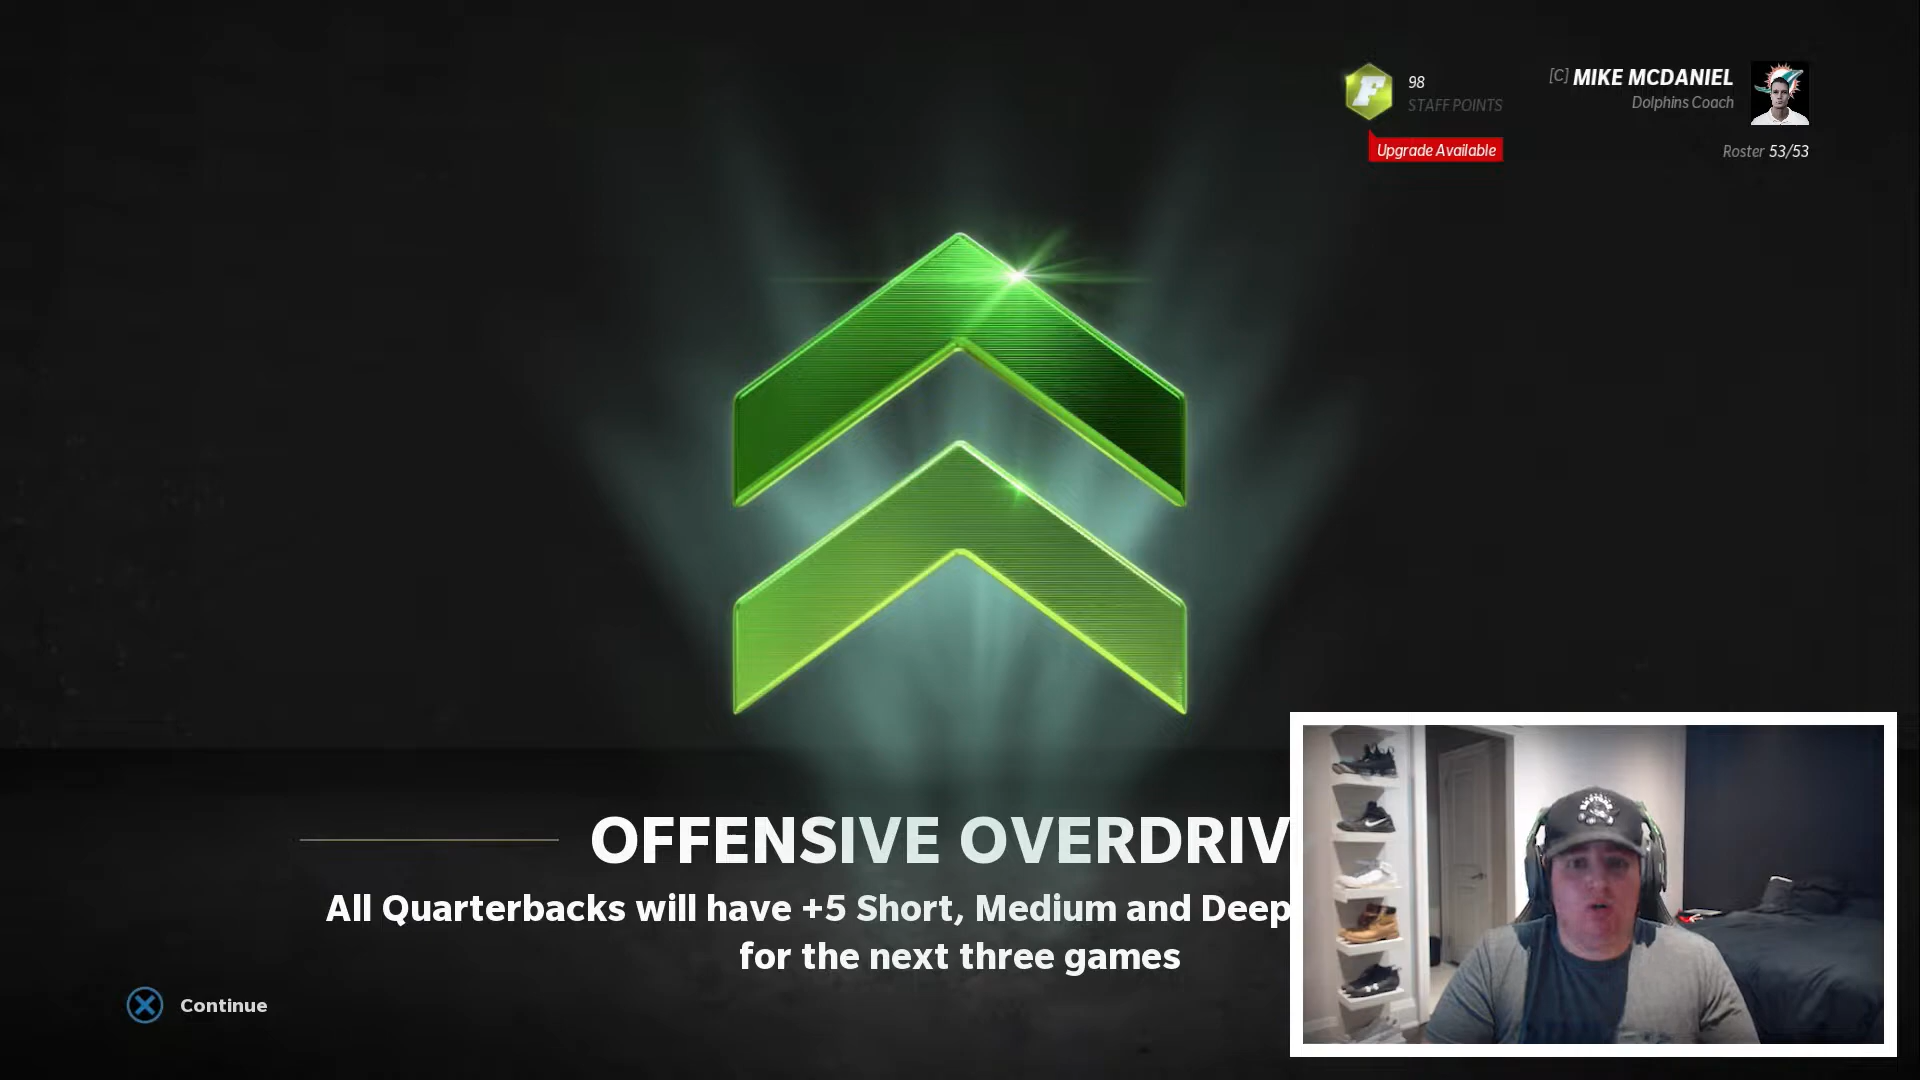 98
STAFF POINTS
Upgrade Available
[C] MIKE MCDANIEL
Dolphins Coach
Roster 53/53
OFFENSIVE OVERDRIV
All Quarterbacks will have +5 Short, Medium and Deep
for the next three games
Continue